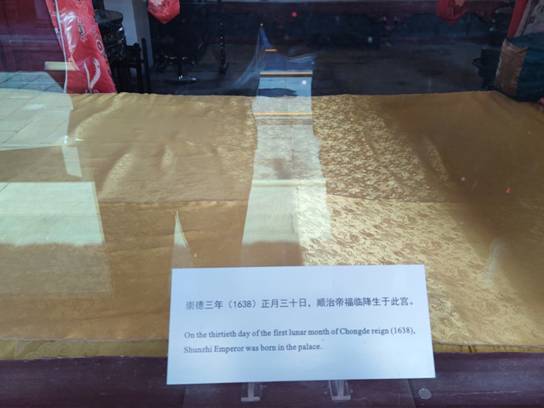 崇德三年（1638）正月三十日，顺治帝福临降生于此宫。
On the thirtieth day of the first lunar month of Chongde reign (1638),
Shunzhi Emperor was born in the palace.